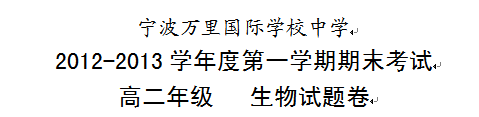 宁波万里国际学校中学
2012-2013 学年度第一学期期末考试
高二年级   生物试题卷